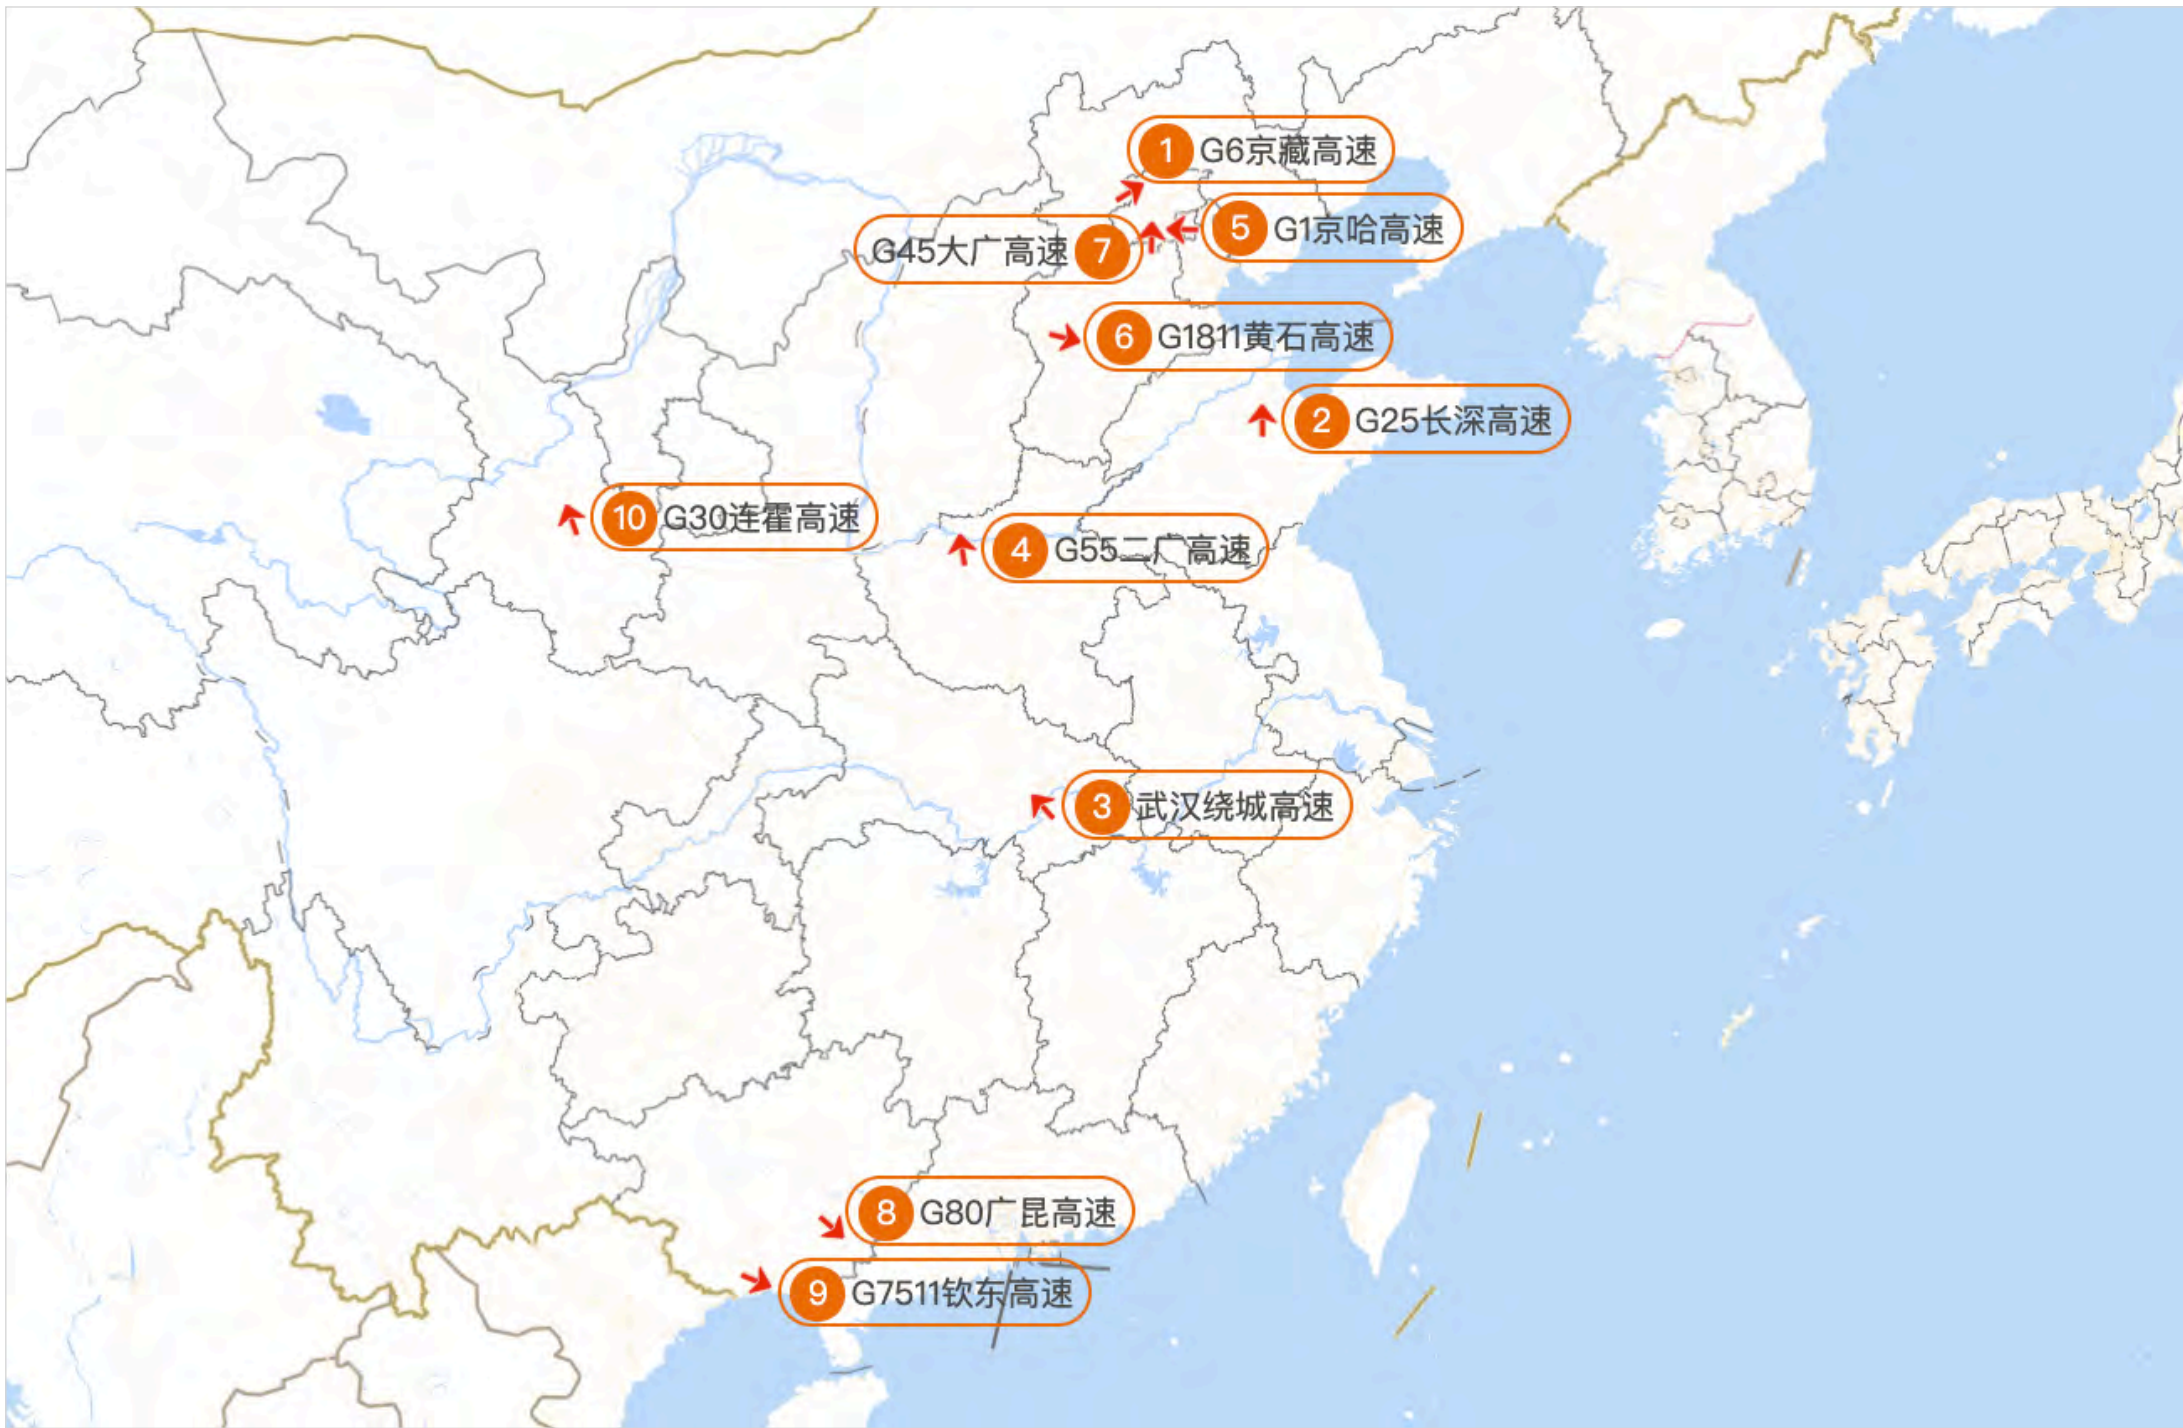 1 G6京藏高速
5 G1京哈高速
G45大广高速 7
6 G1811黄石高速
2 G25长深高速
10 G30连霍高速
4 G55二广高速
3 武汉绕城高速
8 G80广昆高速
9 G7511钦东高速